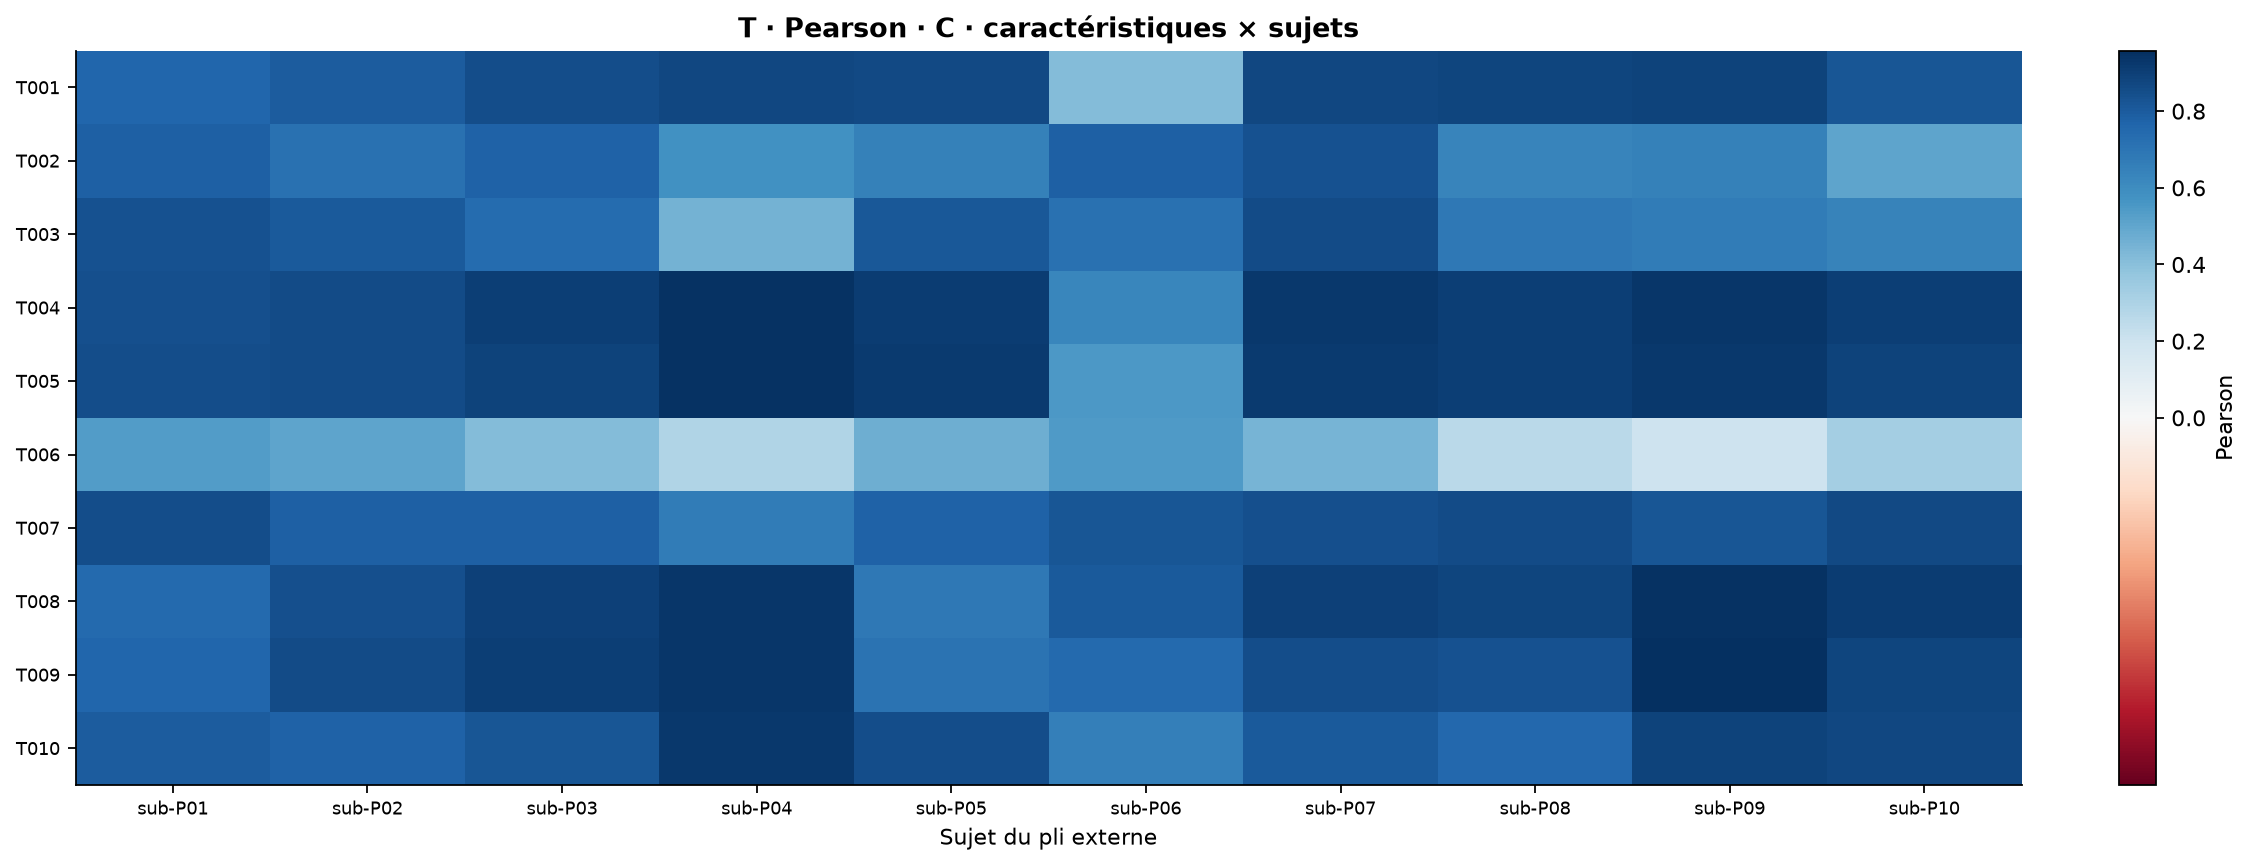 T · Pearson · C · caractéristiques × sujets
T001
T002
T003
T004
T005
T006
T007
T008
T009
T010
sub-P01 sub-P02 sub-P03 sub-P04 sub-P05 sub-P06 sub-P07 sub-P08 sub-P09 sub-P10
Sujet du pli externe
0.8
0.6
0.4
0.2
0.0
Pearson